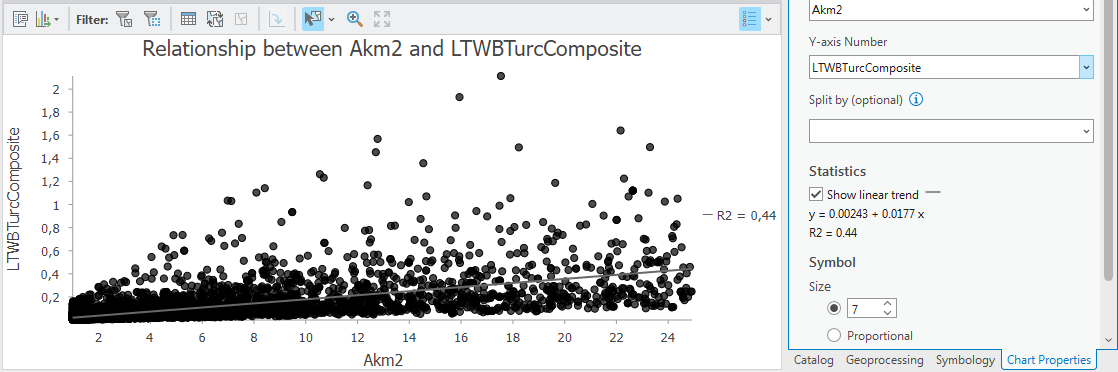 Filter:
Relationship between Akm2 and LTWBTurcComposite
LTWBTurcComposite
2
1,8
1,6
1,4
1,2
1
0,8
0,6
0,4
0,2
2 4 6 8 10 12 14 16 18 20 22 24
Akm2
R2 = 0,44
Akm2
Y-axis Number
LTWBTurcComposite
Split by (optional)
Statistics
Show linear trend
y = 0.00243 + 0.0177 x
R2 = 0.44
Symbol
Size
7
Proportional
Catalog Geoprocessing Symbology Chart Properties